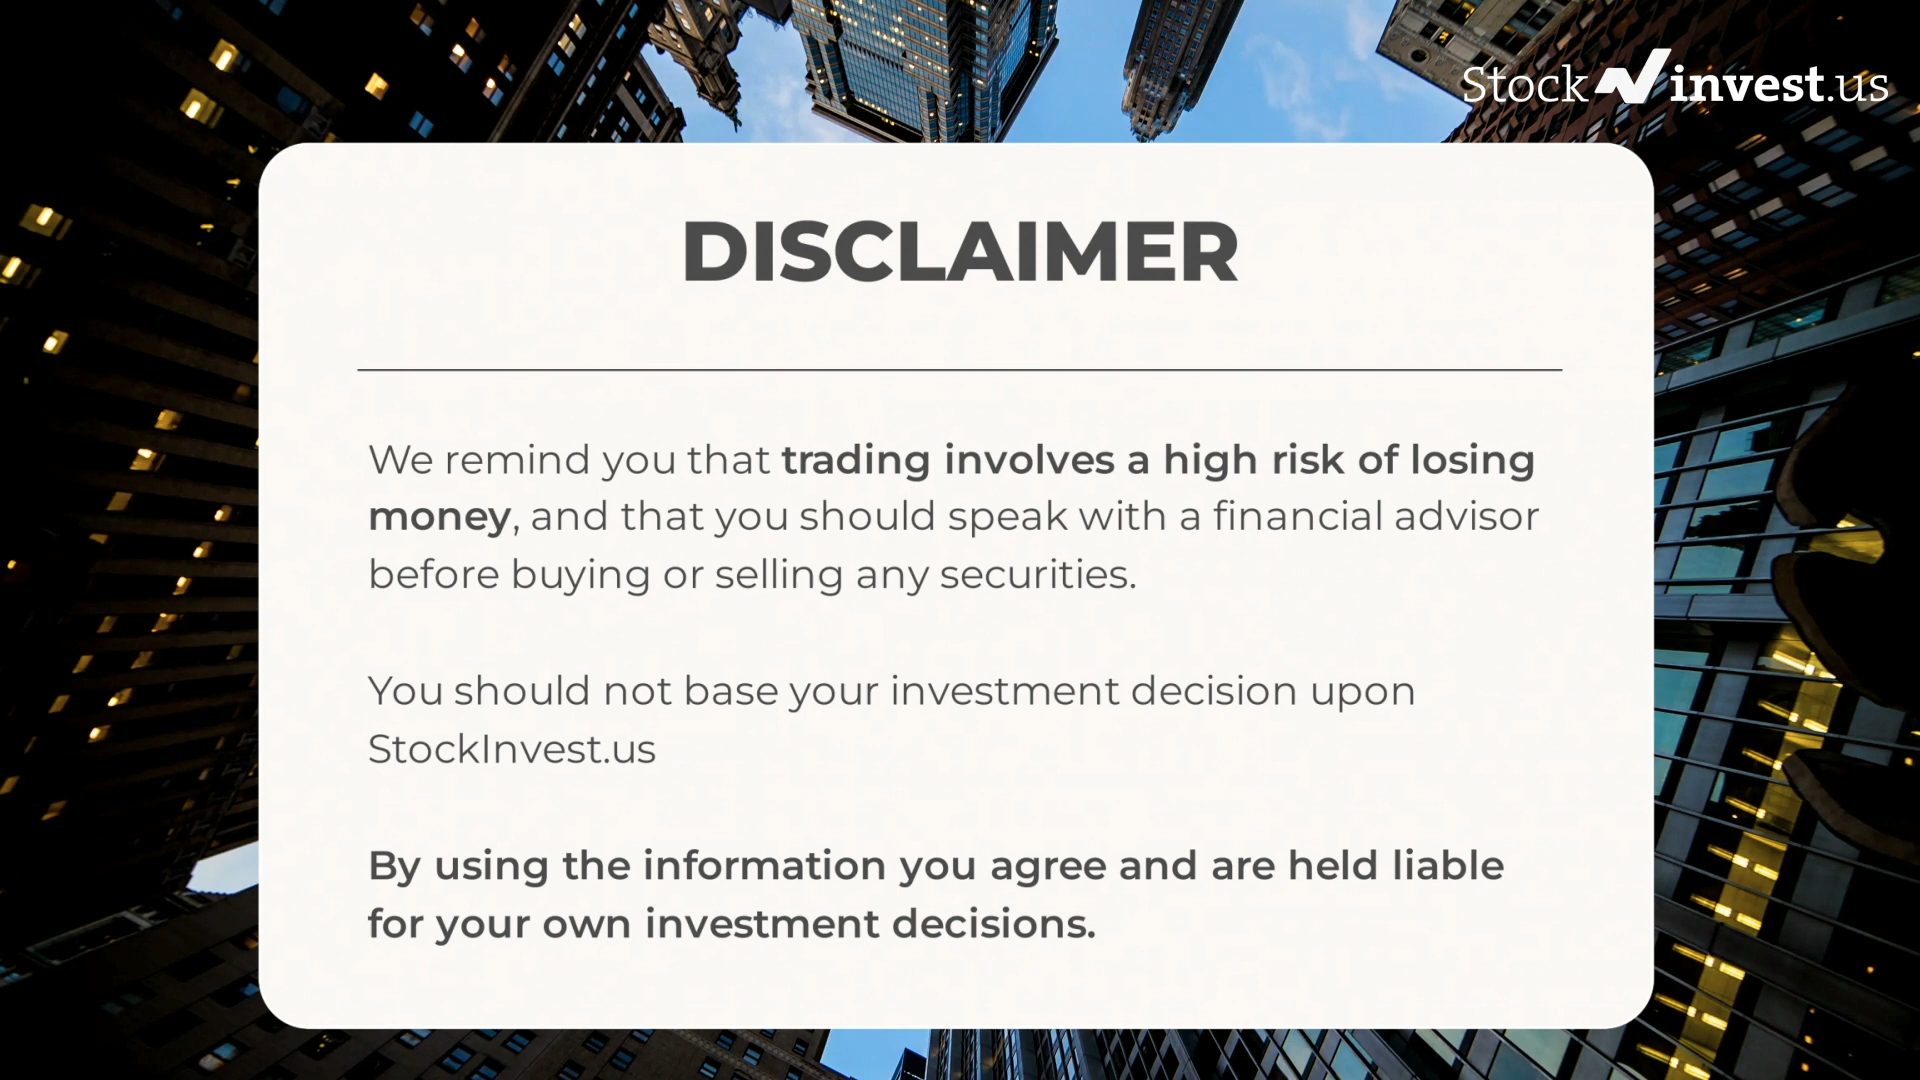 Stock invest.us
DISCLAIMER
We remind you that trading involves a high risk of losing
money, and that you should speak with a financial advisor
before buying or selling any securities.
You should not base your investment decision upon
StockInvest.us
By using the information you agree and are held liable
for your own investment decisions.